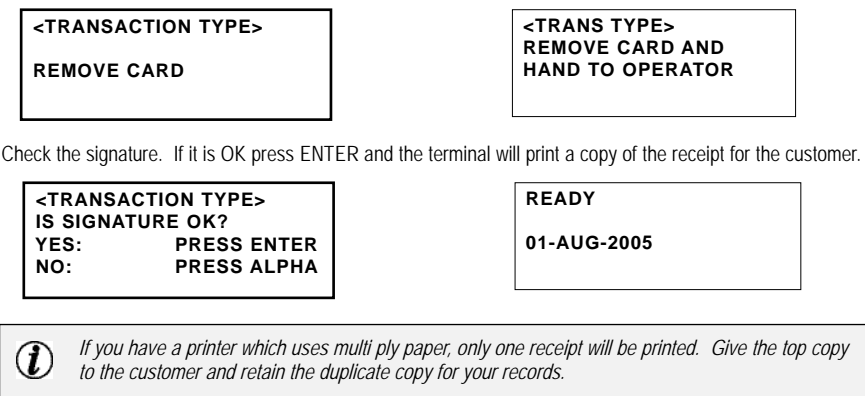 <TRANSACTION TYPE>
REMOVE CARD
<TRANS TYPE>
REMOVE CARD AND
HAND TO OPERATOR
Check the signature. If it is OK press ENTER and the terminal will print a copy of the receipt for the customer.
<TRANSACTION TYPE>
IS SIGNATURE OK?
YES: PRESS ENTER
NO: PRESS ALPHA
READY
01-AUG-2005
i
If you have a printer which uses multi ply paper, only one receipt will be printed. Give the top copy
to the customer and retain the duplicate copy for your records.